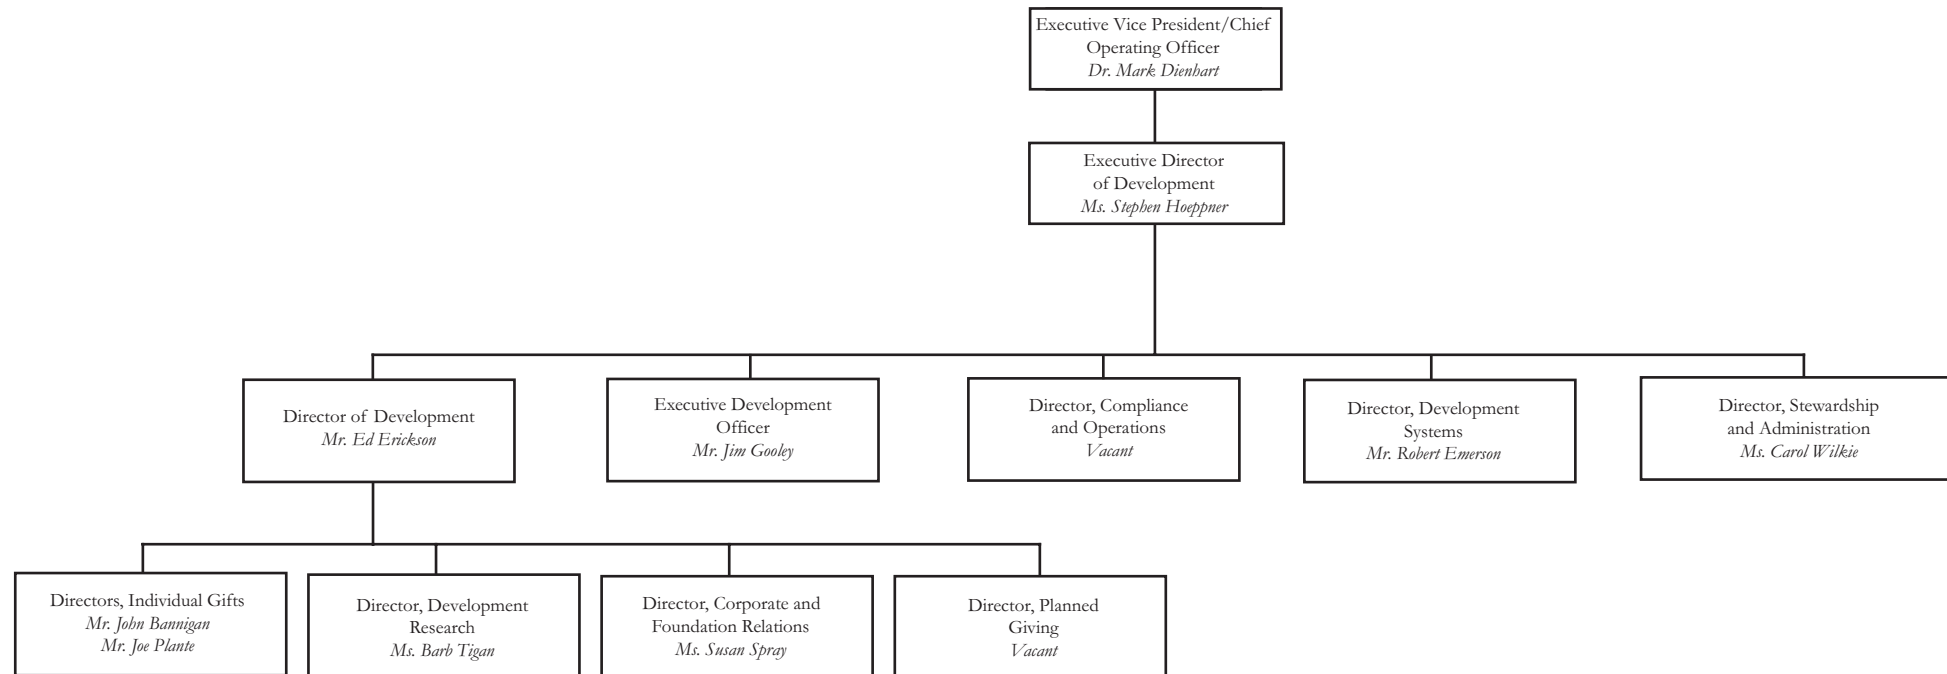 Executive Vice President/Chief
Operating Officer
Dr. Mark Dienhart
Executive Director
of Development
Ms. Stephen Hoeppner
Director of Development
Mr. Ed Erickson
Executive Development
Officer
Mr. Jim Gooley
Director, Compliance
and Operations
Vacant
Director, Development
Systems
Mr. Robert Emerson
Director, Stewardship
and Administration
Ms. Carol Wilkie
Directors, Individual Gifts
Mr. John Bannigan
Mr. Joe Plante
Director, Development
Research
Ms. Barb Tigan
Director, Corporate and
Foundation Relations
Ms. Susan Spray
Director, Planned
Giving
Vacant